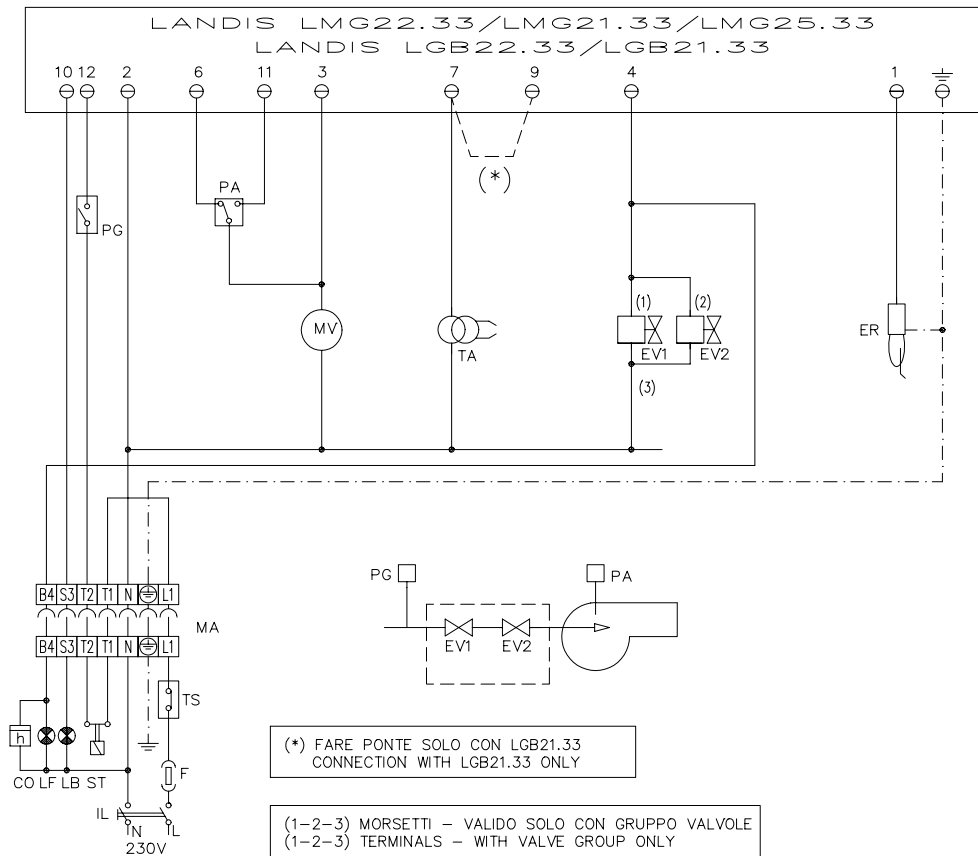 LANDIS LMG22.33/LMG21.33/LMG25.33
LANDIS LGB22.33/LGB21.33
10 12 2 6 11 3 7 9 4 1
(*)
PA
PG
MV
TA
(1) (2)
EV1 EV2
(3)
ER
B4 S3 T2 T1 N L1
MA
B4 S3 T2 T1 N L1
PG PA
EV1 EV2
TS
h
CO LF LB ST
F
IL
N L
230V
(*) FARE PONTE SOLO CON LGB21.33
CONNECTION WITH LGB21.33 ONLY
(1-2-3) MORSETTI - VALIDO SOLO CON GRUPPO VALVOLE
(1-2-3) TERMINALS - WITH VALVE GROUP ONLY